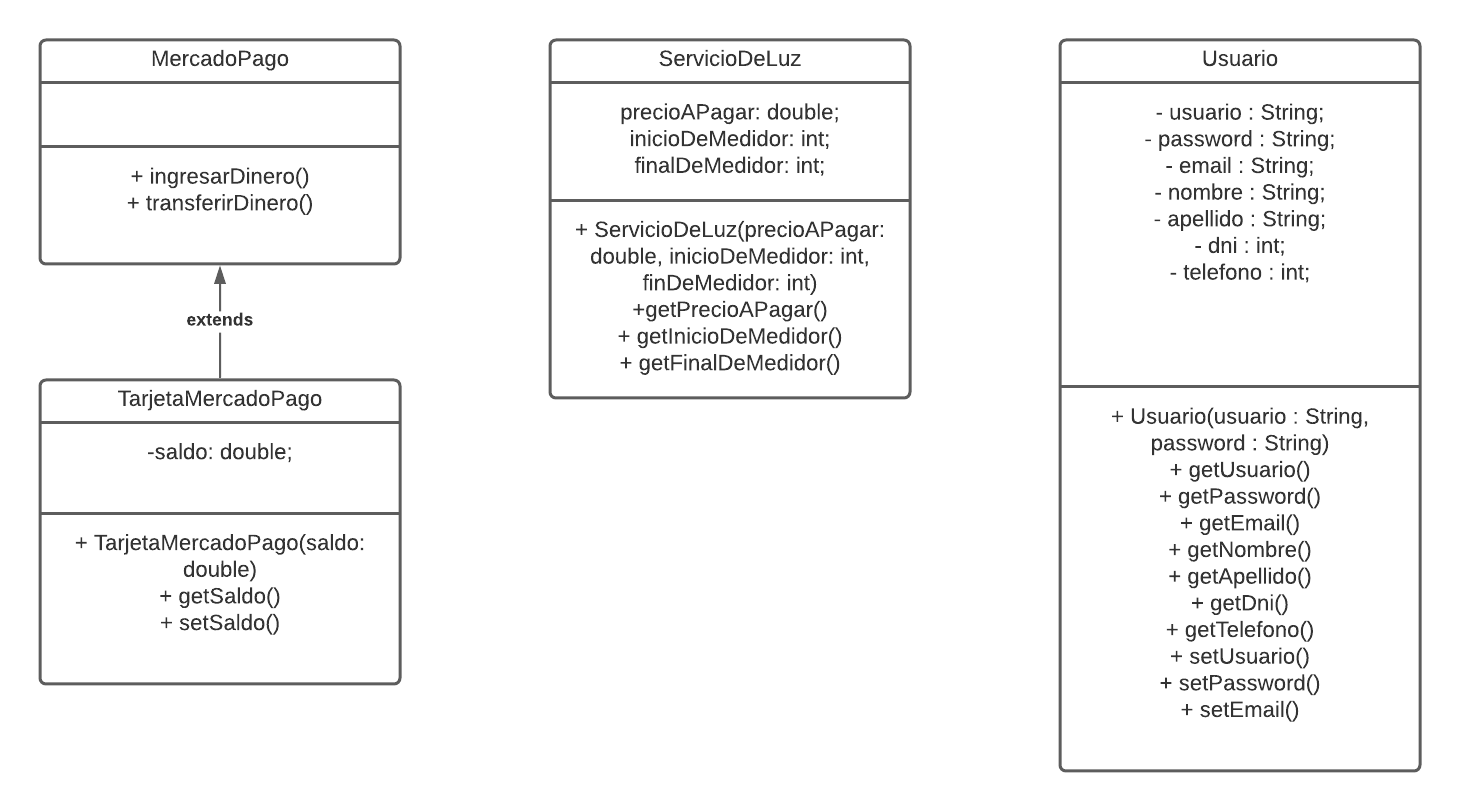 MercadoPago
+ ingresarDinero()
+ transferirDinero()
extends
TarjetaMercadoPago
-saldo: double;
+ TarjetaMercadoPago(saldo:
double)
+ getSaldo()
+ setSaldo()
ServicioDeLuz
precioAPagar: double;
inicioDeMedidor: int;
finalDeMedidor: int;
+ ServicioDeLuz(precioAPagar:
double, inicioDeMedidor: int,
finDeMedidor: int)
+getPrecioAPagar()
+ getInicioDeMedidor()
+ getFinalDeMedidor()
Usuario
- usuario : String;
- password : String;
- email : String;
- nombre : String;
- apellido : String;
- dni : int;
- telefono : int;
+ Usuario(usuario : String,
password : String)
+ getUsuario()
+ getPassword()
+ getEmail()
+ getNombre()
+ getApellido()
+ getDni()
+ getTelefono()
+ setUsuario()
+ setPassword()
+ setEmail()